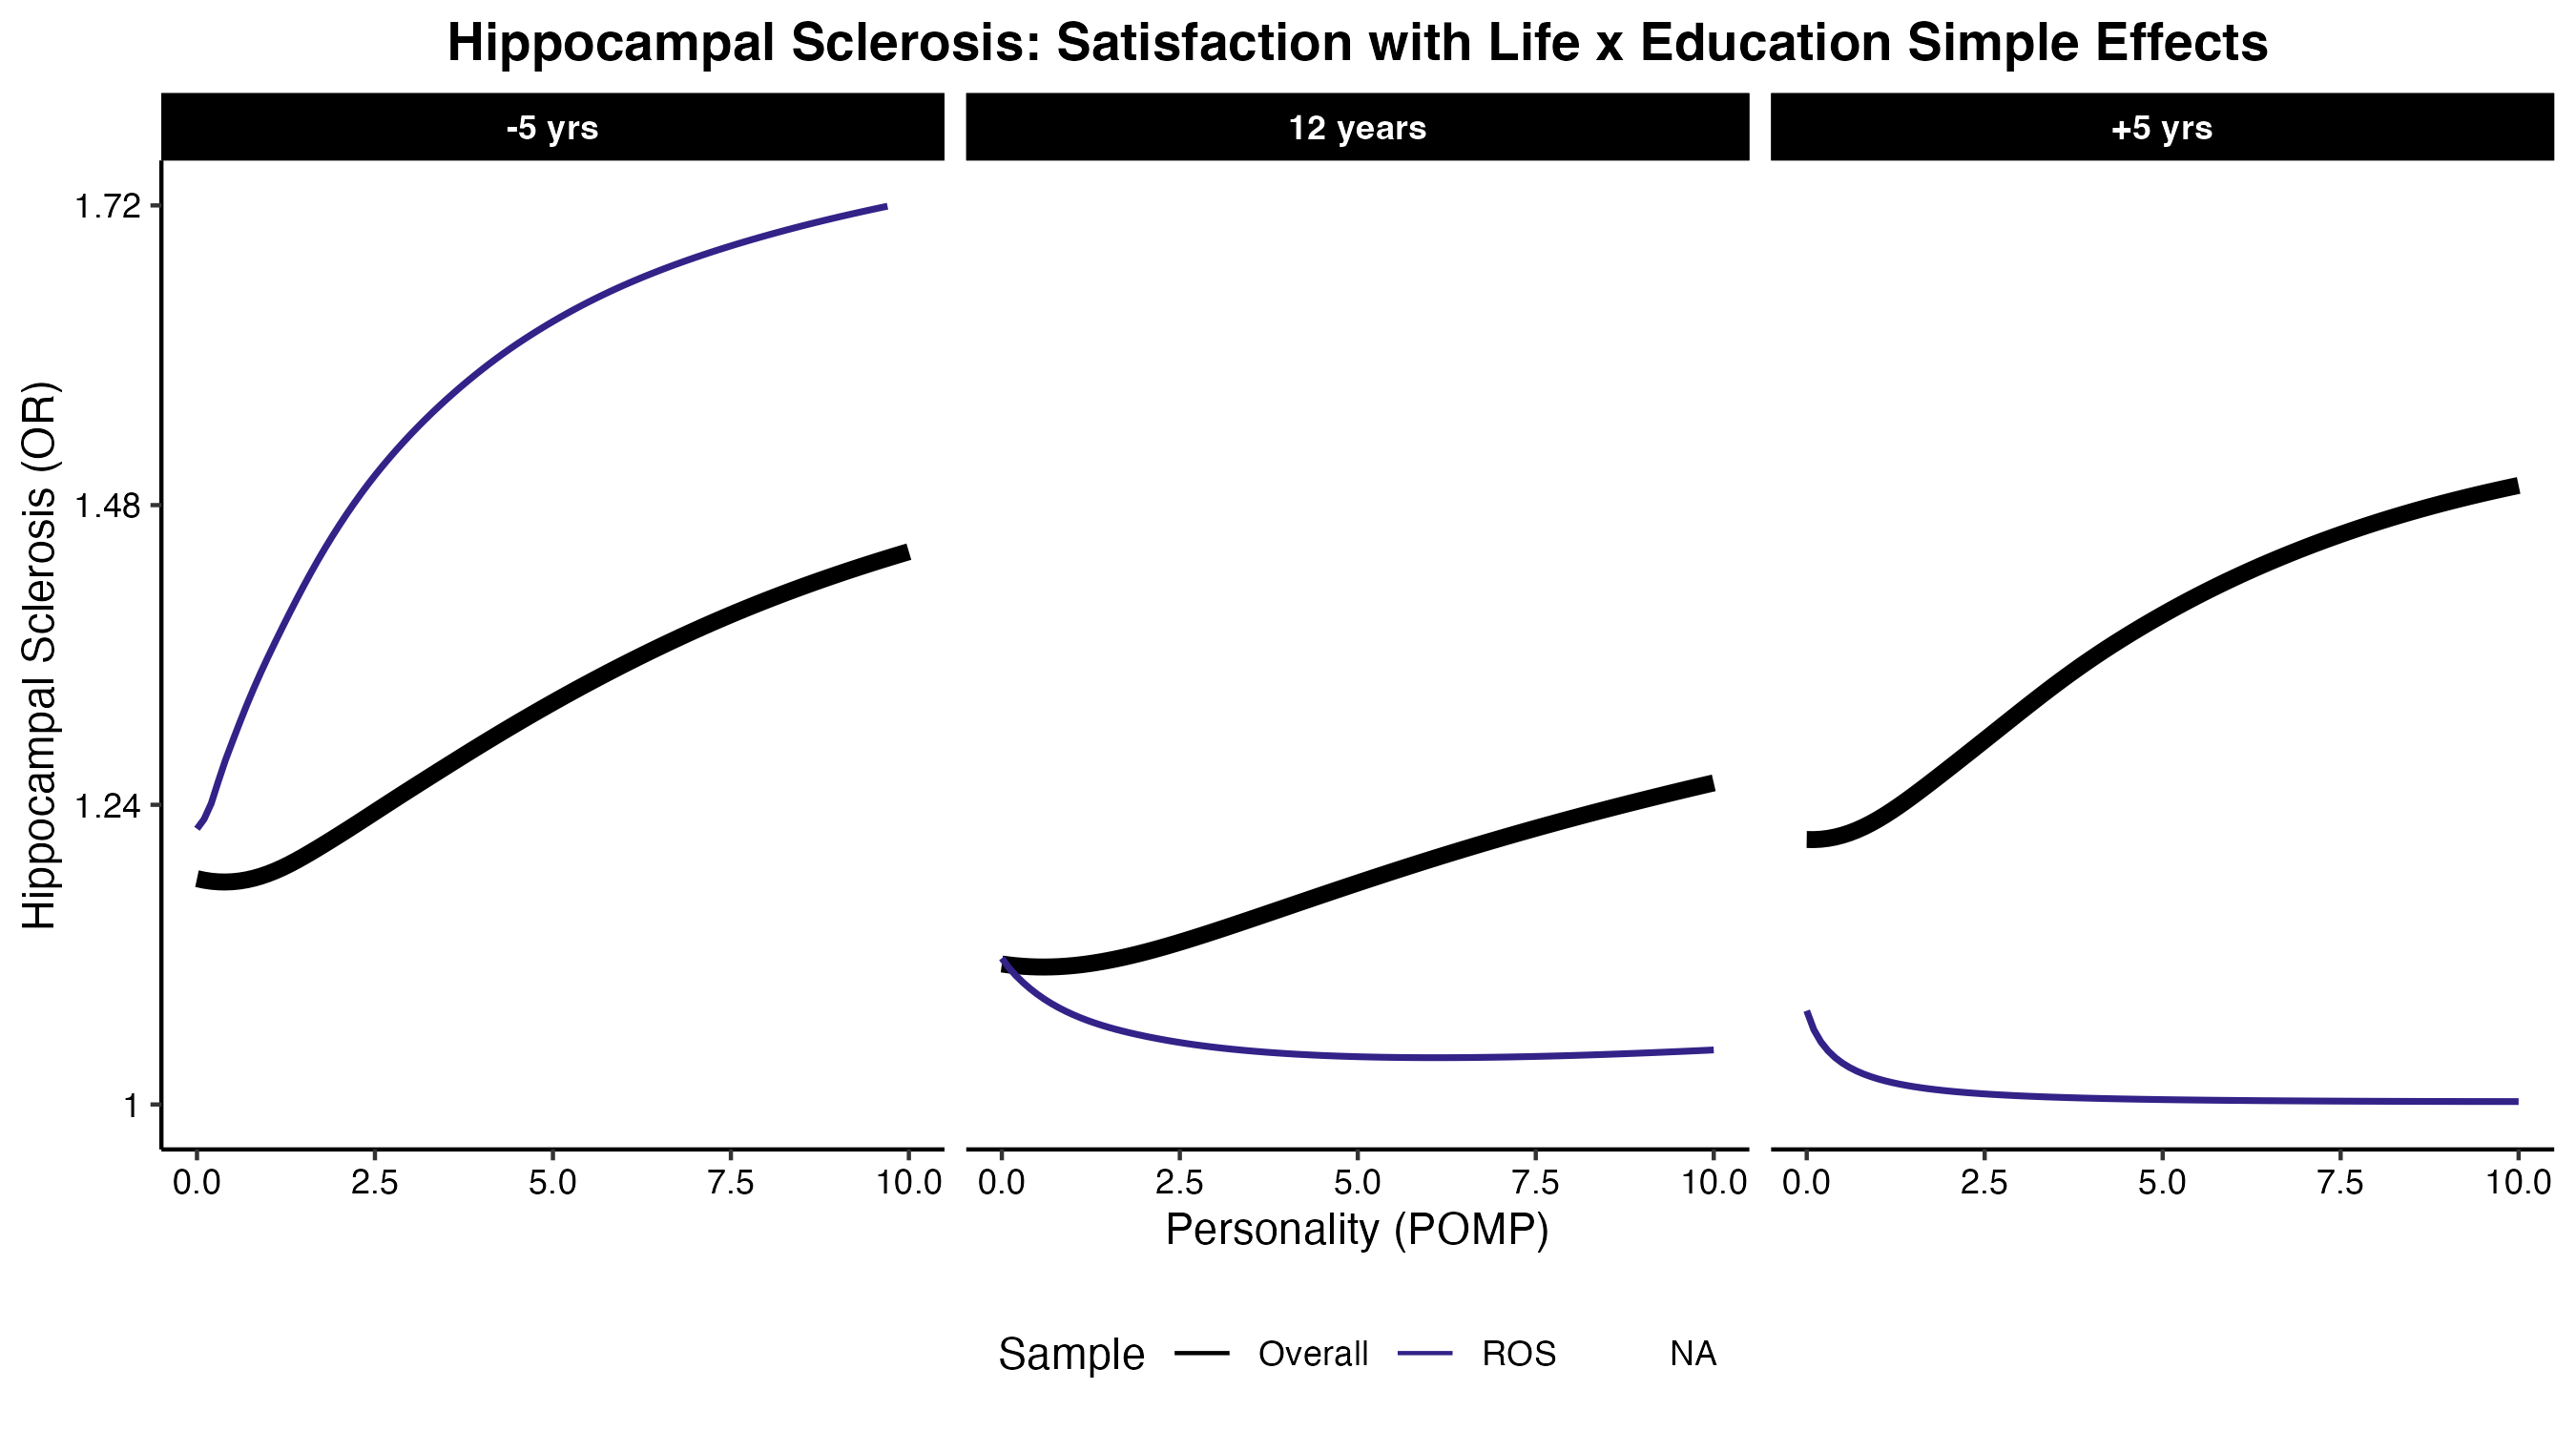 Hippocampal Sclerosis: Satisfaction with Life x Education Simple Effects
-5 yrs
12 years
+5 yrs
Hippocampal Sclerosis (OR)
1.72
1.48
1.24
1
0.0 2.5 5.0 7.5 10.0
0.0 2.5 5.0 7.5 10.0
0.0 2.5 5.0 7.5 10.0
Personality (POMP)
Sample Overall ROS NA